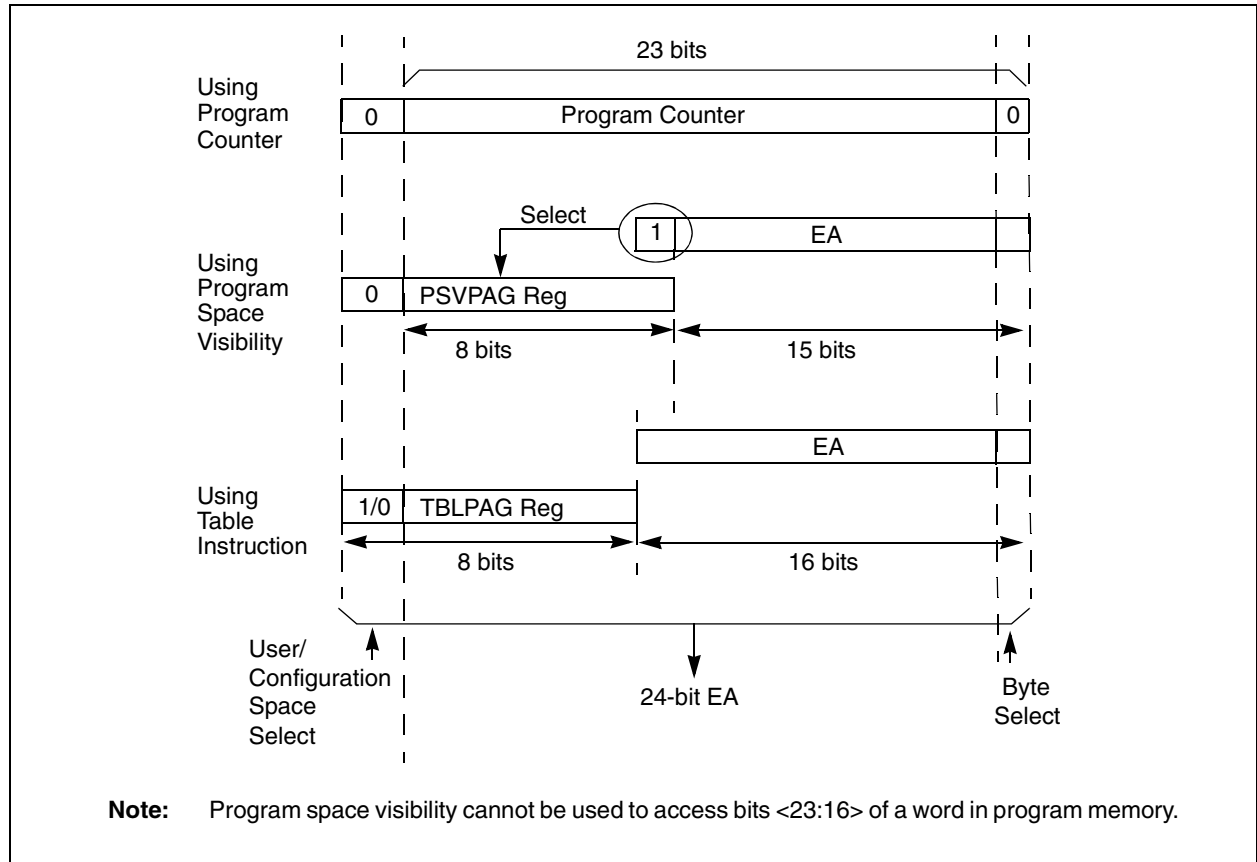 23 bits
Using
Program
Counter
0
Program Counter
0
Select
1
EA
Using
Program
Space
Visibility
0
PSVPAG Reg
8 bits
15 bits
EA
Using
Table
Instruction
1/0
TBLPAG Reg
8 bits
16 bits
User/
Configuration
Space
Select
24-bit EA
Byte
Select
Note: Program space visibility cannot be used to access bits <23:16> of a word in program memory.